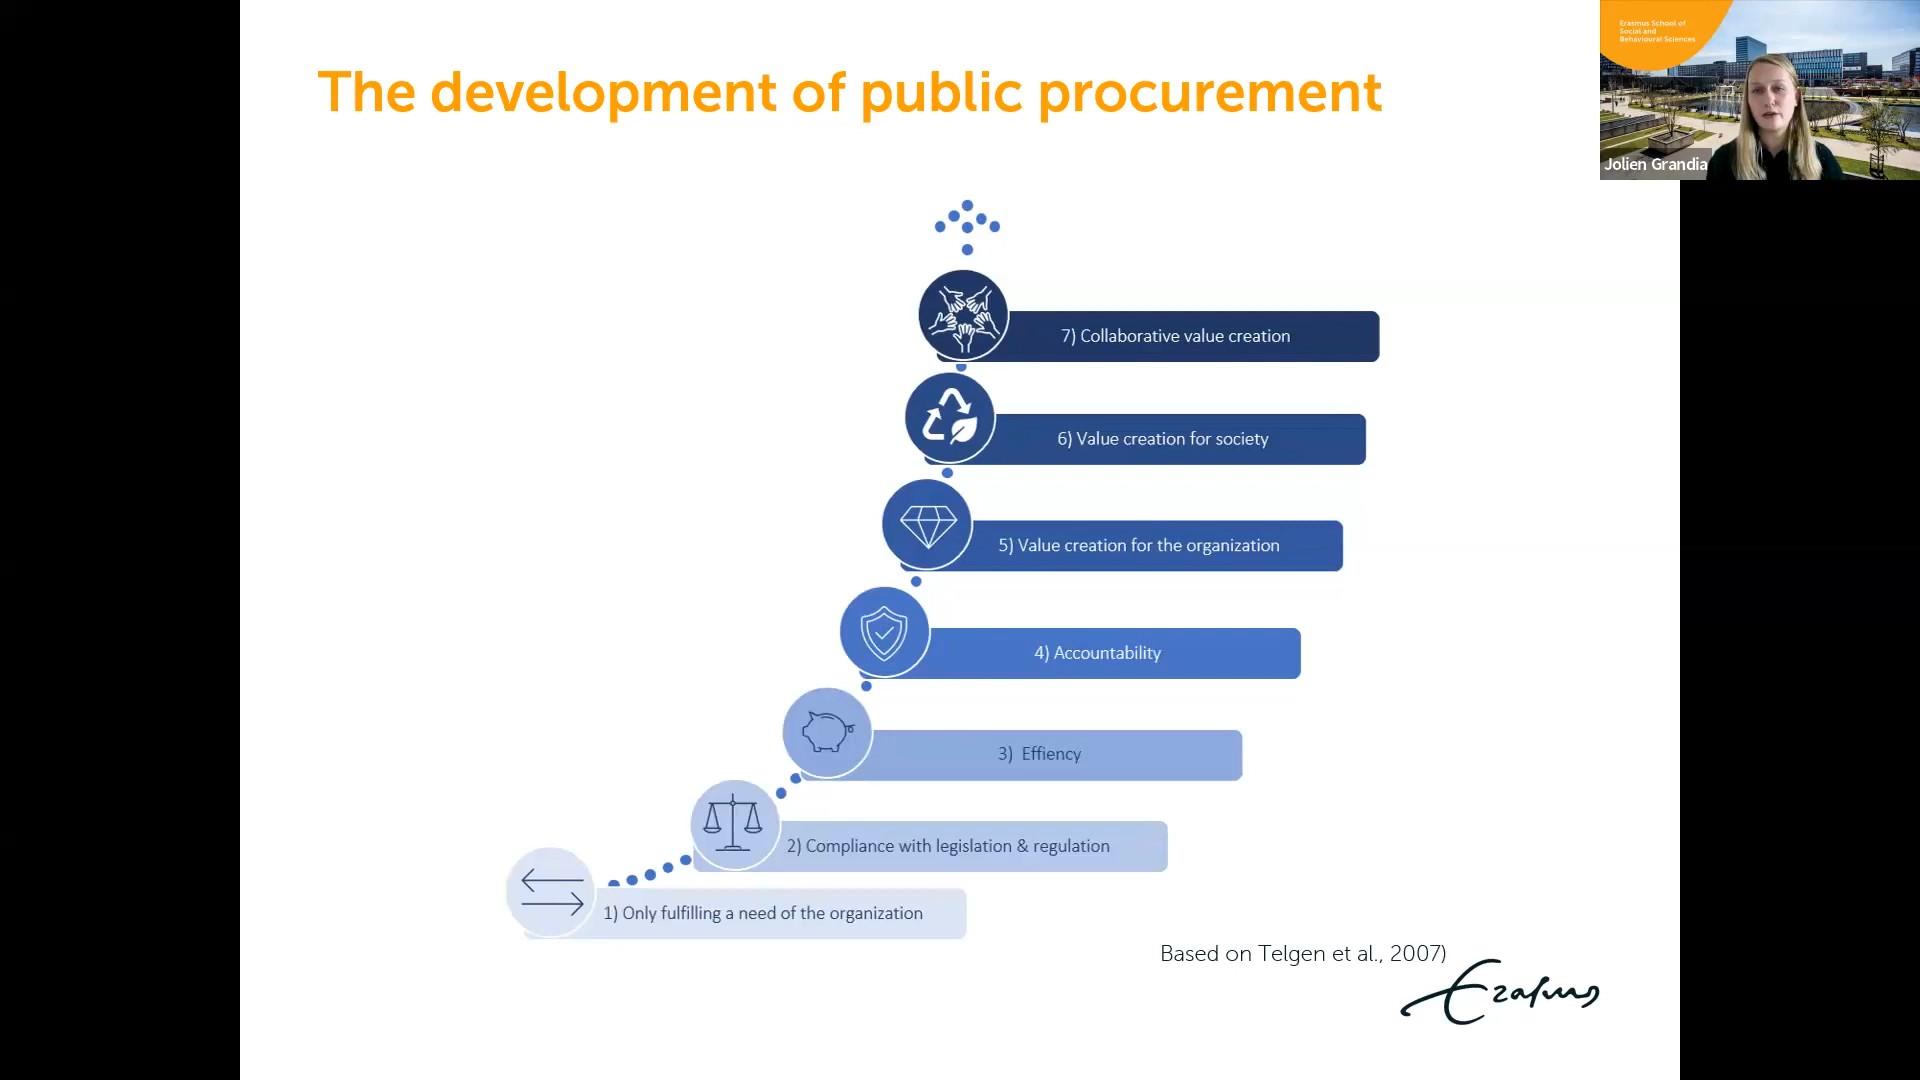 The development of public procurement
Erasmus School of
Social and
Behavioural Sciences
Jolien Grandia
7) Collaborative value creation
6) Value creation for society
5) Value creation for the organization
4) Accountability
3) Effiency
2) Compliance with legislation & regulation
1) Only fulfilling a need of the organization
Based on Telgen et al., 2007)
Erasmus